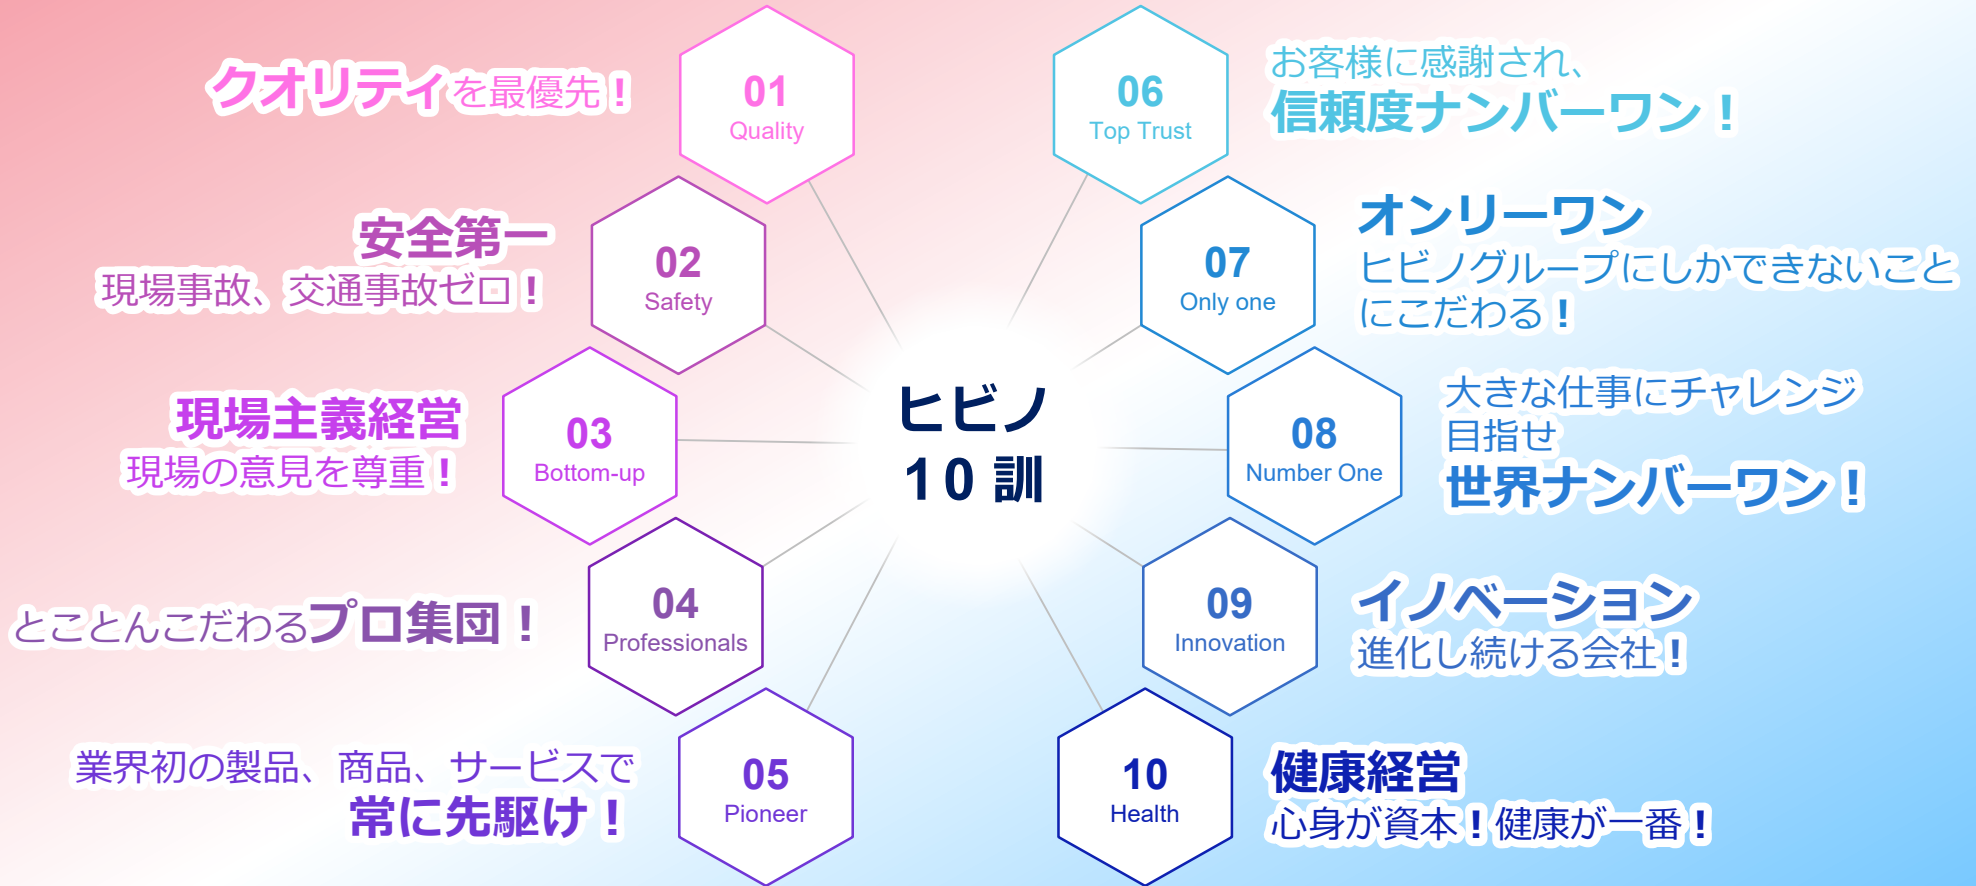 ヒビノ
10 訓
01
Quality
クオリティを最優先！
02
Safety
安全第一
現場事故、交通事故ゼロ！
03
Bottom-up
現場主義経営
現場の意見を尊重！
04
Professionals
とことんこだわるプロ集団！
05
Pioneer
業界初の製品、商品、サービスで
常に先駆け！
06
Top Trust
お客様に感謝され、
信頼度ナンバーワン！
07
Only one
オンリーワン
ヒビノグループにしかできないこと
にこだわる！
08
Number One
大きな仕事にチャレンジ
目指せ
世界ナンバーワン！
09
Innovation
イノベーション
進化し続ける会社！
10
Health
健康経営
心身が資本！健康が一番！